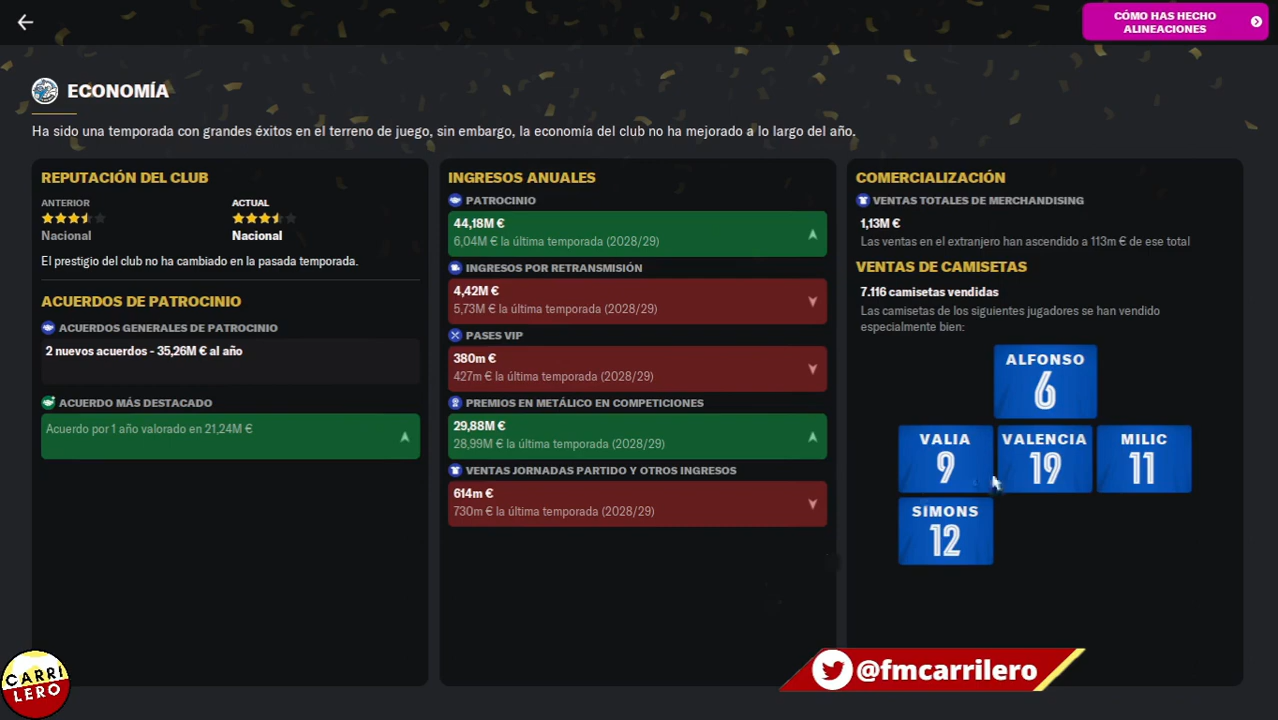 CÓMO HAS HECHO
ALINEACIONES
ECONOMÍA
Ha sido una temporada con grandes éxitos en el terreno de juego, sin embargo, la economía del club no ha mejorado a lo largo del año.
REPUTACIÓN DEL CLUB
ANTERIOR
ACTUAL
Nacional
Nacional
El prestigio del club no ha cambiado en la pasada temporada.
ACUERDOS DE PATROCINIO
ACUERDOS GENERALES DE PATROCINIO
2 nuevos acuerdos - 35,26M € al año
ACUERDO MÁS DESTACADO
Acuerdo por 1 año valorado en 21,24M €
INGRESOS ANUALES
PATROCINIO
44,18M €
6,04M € la última temporada (2028/29)
INGRESOS POR RETRANSMISIÓN
4,42M €
5,73M € la última temporada (2028/29)
PASES VIP
380m €
427m € la última temporada (2028/29)
PREMIOS EN METÁLICO EN COMPETICIONES
29,88M €
28,99M € la última temporada (2028/29)
VENTAS JORNADAS PARTIDO Y OTROS INGRESOS
614m €
730m € la última temporada (2028/29)
COMERCIALIZACIÓN
VENTAS TOTALES DE MERCHANDISING
1,13M €
Las ventas en el extranjero han ascendido a 113m € de ese total
VENTAS DE CAMISETAS
7.116 camisetas vendidas
Las camisetas de los siguientes jugadores se han vendido
especialmente bien:
ALFONSO
6
VALIA
9
VALENCIA
19
MILIC
11
SIMONS
12
CARRI
LERO
@fmcarrilero